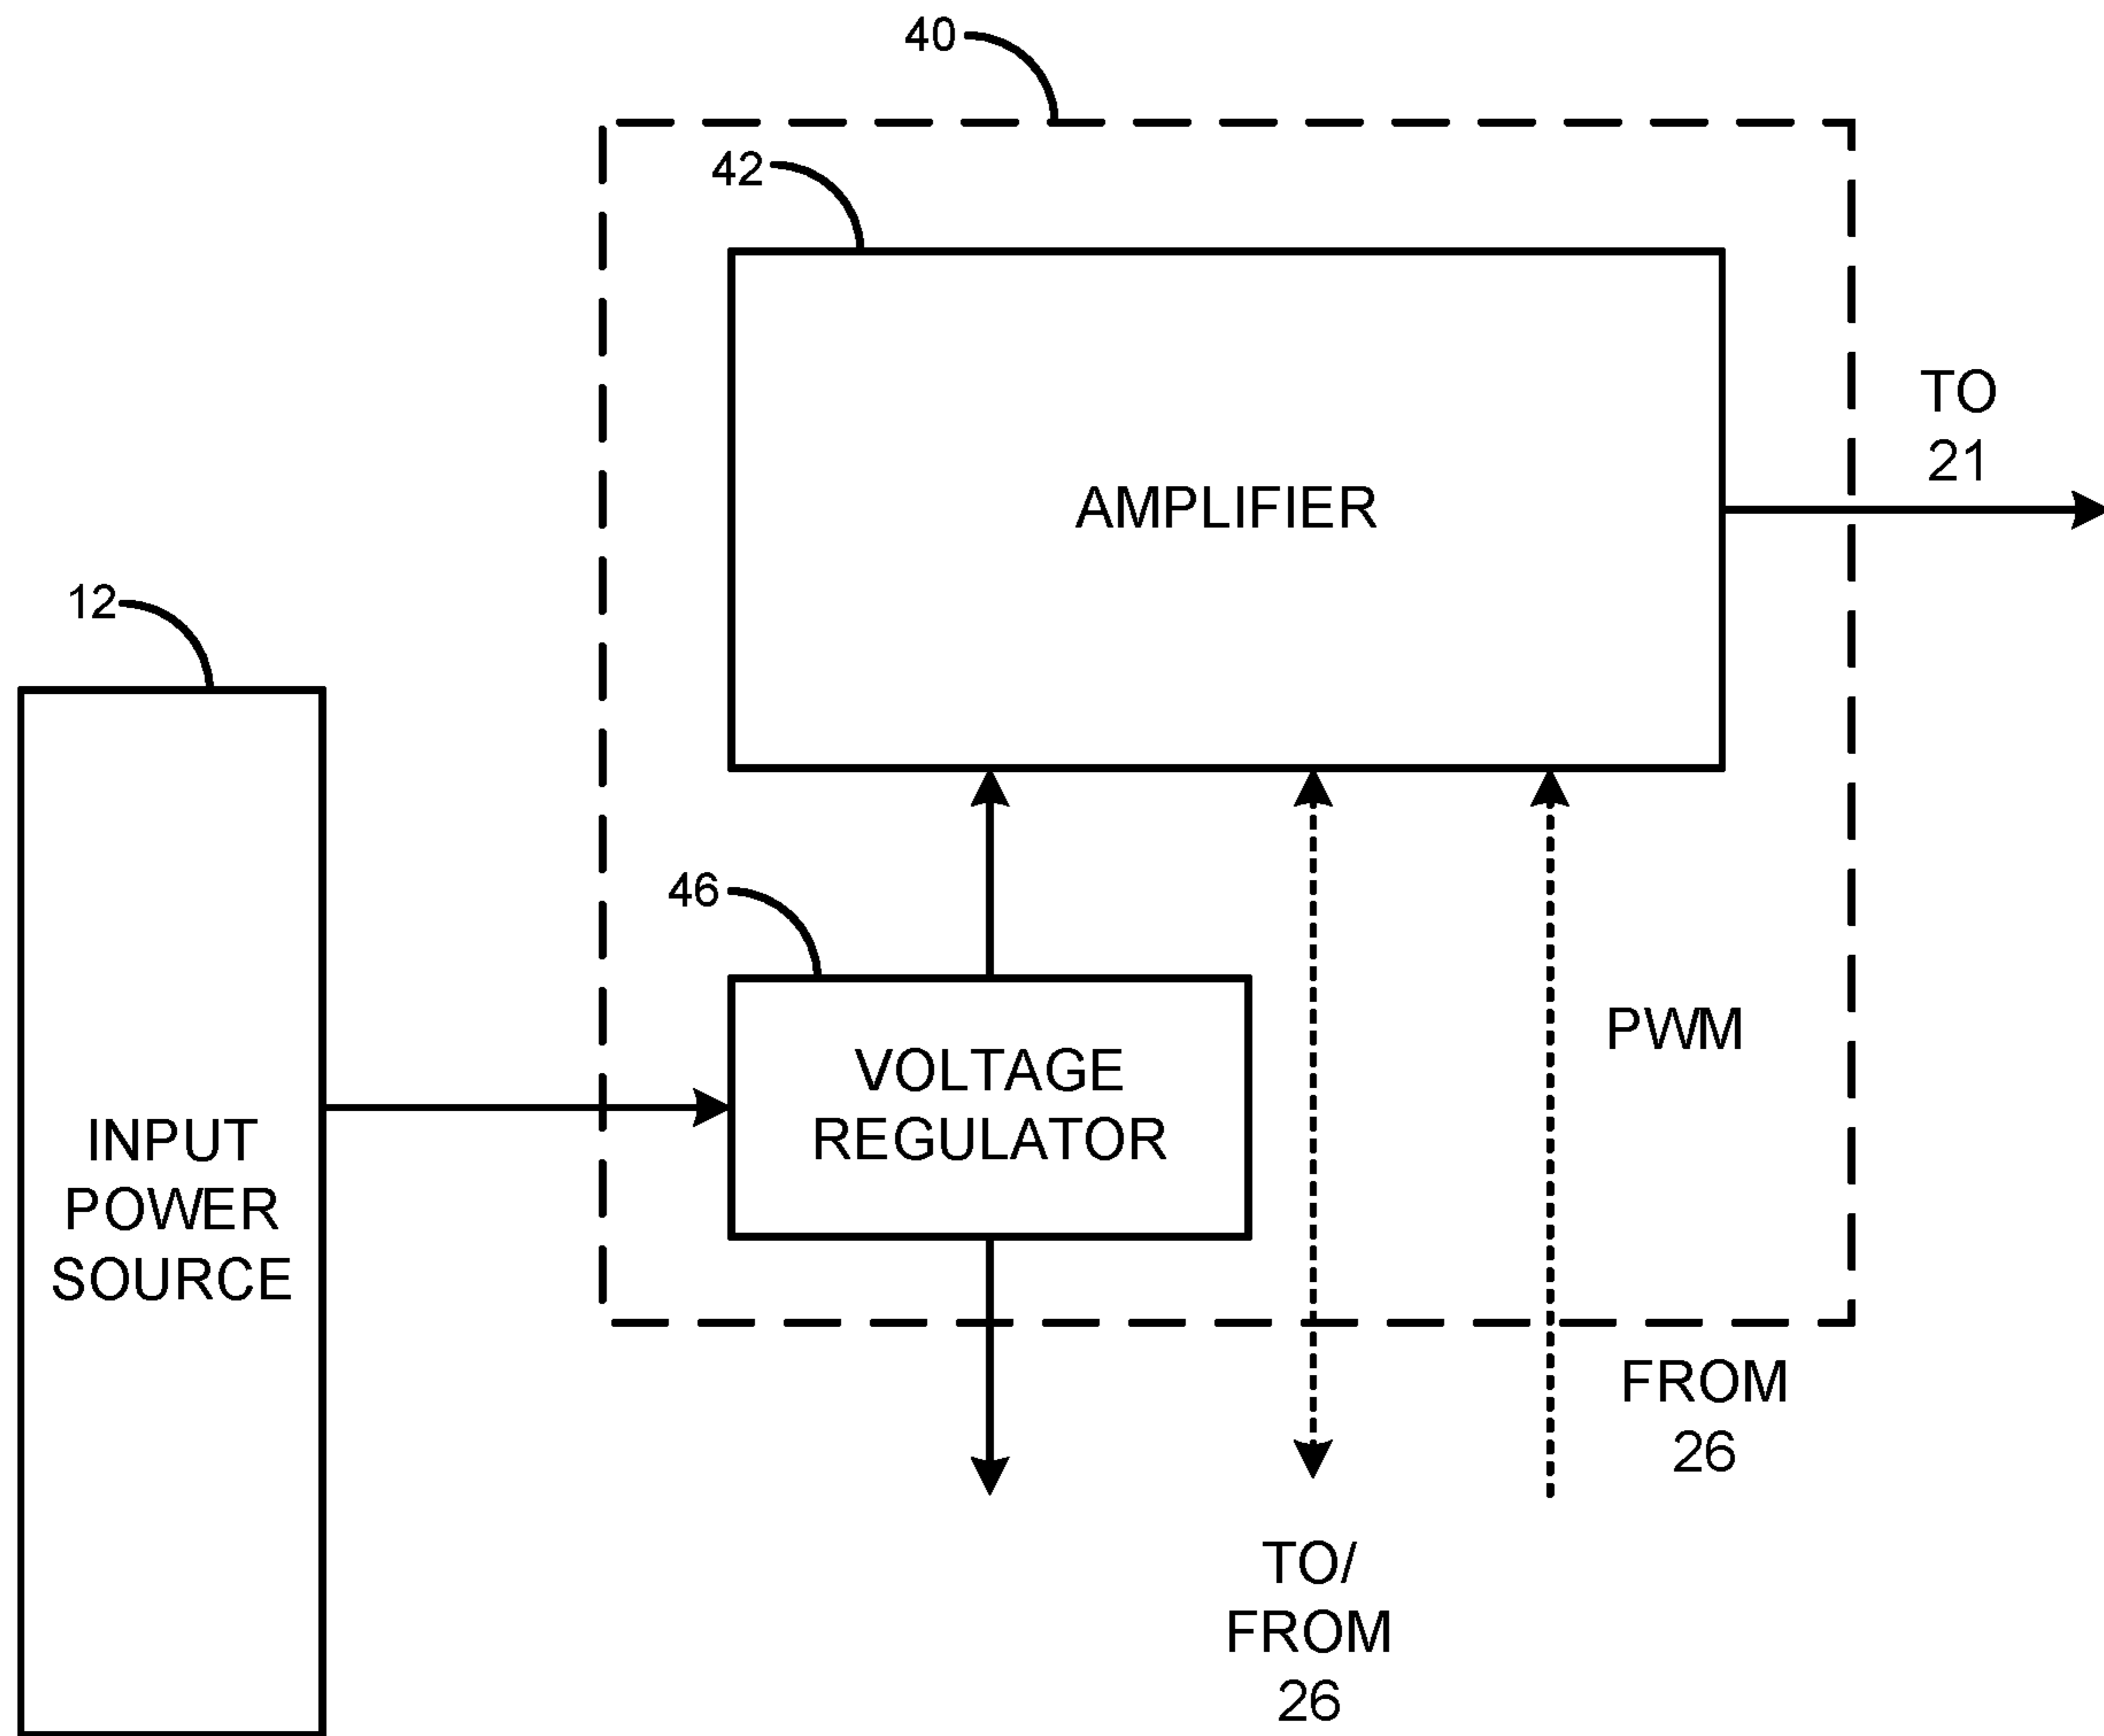 40
42
AMPLIFIER
TO
21
12
46
VOLTAGE
REGULATOR
PWM
INPUT
POWER
SOURCE
FROM
26
TO/
FROM
26